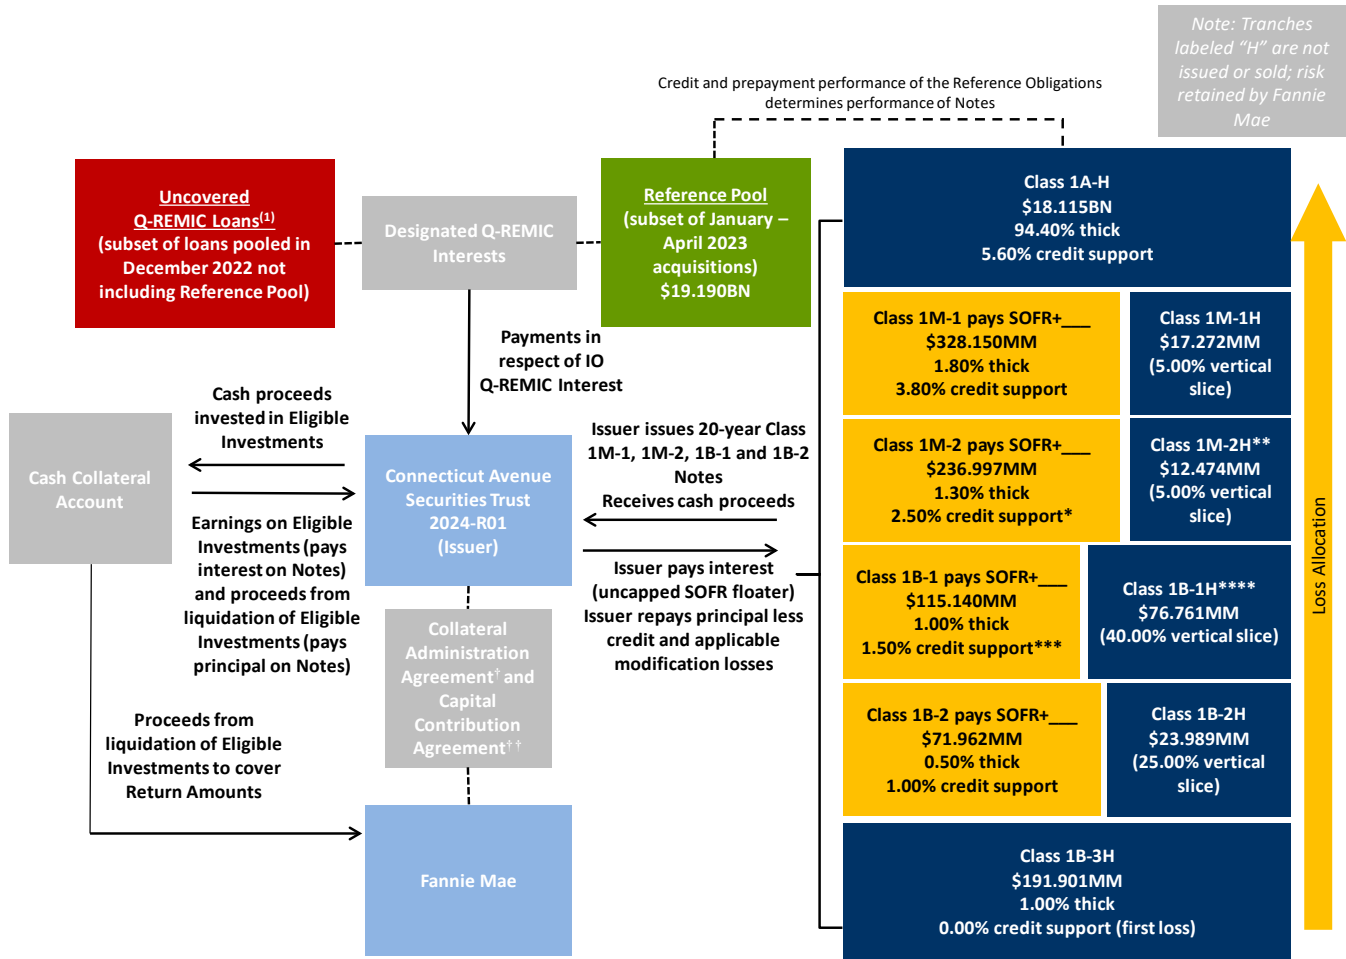 Note: Tranches
labeled “H” are not
issued or sold; risk
retained by Fannie
Mae
Credit and prepayment performance of the Reference Obligations
determines performance of Notes
Uncovered
Q-REMIC Loans(1)
(subset of loans pooled in
December 2022 not
including Reference Pool)
Designated Q-REMIC
Interests
Reference Pool
(subset of January –
April 2023
acquisitions)
$19.190BN
Payments in
respect of IO
Q-REMIC Interest
Cash proceeds
invested in Eligible
Investments
Cash Collateral
Account
Earnings on Eligible
Investments (pays
interest on Notes)
and proceeds from
liquidation of Eligible
Investments (pays
principal on Notes)
Connecticut Avenue
Securities Trust
2024-R01
(Issuer)
Issuer issues 20-year Class
1M-1, 1M-2, 1B-1 and 1B-2
Notes
Receives cash proceeds
Issuer pays interest
(uncapped SOFR floater)
Issuer repays principal less
credit and applicable
modification losses
Collateral
Administration
Agreement† and
Capital
Contribution
Agreement††
Proceeds from
liquidation of Eligible
Investments to cover
Return Amounts
Fannie Mae
Class 1A-H
$18.115BN
94.40% thick
5.60% credit support
Class 1M-1 pays SOFR+___
$328.150MM
1.80% thick
3.80% credit support
Class 1M-1H
$17.272MM
(5.00% vertical
slice)
Class 1M-2 pays SOFR+___
$236.997MM
1.30% thick
2.50% credit support*
Class 1M-2H**
$12.474MM
(5.00% vertical
slice)
Class 1B-1 pays SOFR+___
$115.140MM
1.00% thick
1.50% credit support***
Class 1B-1H****
$76.761MM
(40.00% vertical slice)
Class 1B-2 pays SOFR+___
$71.962MM
0.50% thick
1.00% credit support
Class 1B-2H
$23.989MM
(25.00% vertical
slice)
Class 1B-3H
$191.901MM
1.00% thick
0.00% credit support (first loss)
Loss Allocation